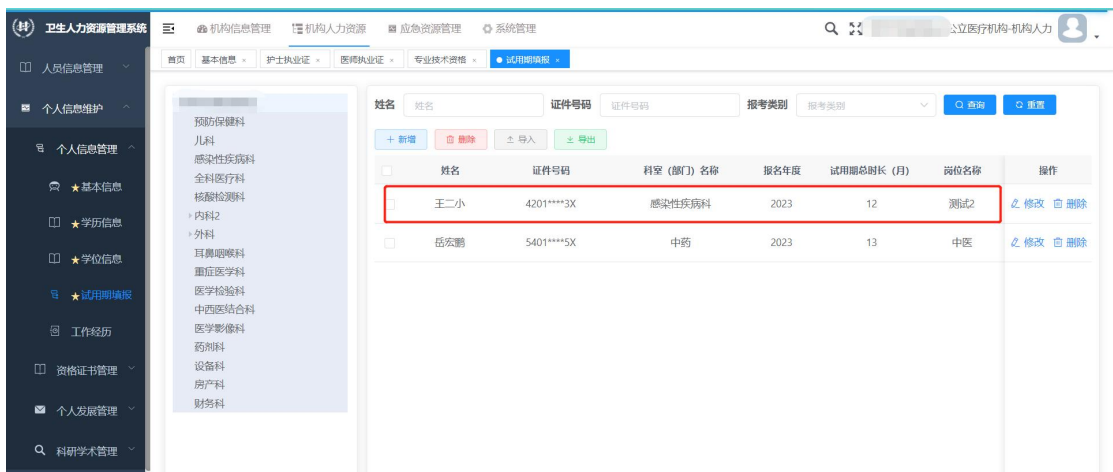 卫生人力资源管理系统
机构信息管理 机构人力资源 应急资源管理 系统管理
公立医疗机构-机构人力
首页 基本信息 × 护士执业证 × 医师执业证 × 专业技术资格 × 试用期填报 ×
人员信息管理
个人信息维护
个人信息管理
★基本信息
★学历信息
★学位信息
★试用期填报
工作经历
资格证书管理
个人发展管理
科研学术管理
预防保健科
儿科
感染性疾病科
全科医疗科
核酸检测科
内科2
外科
耳鼻咽喉科
重症医学科
医学检验科
中西医结合科
医学影像科
药剂科
设备科
房产科
财务科
姓名 姓名 证件号码 证件号码 报考类别 报考类别 查询 重置
+ 新增 删除 导入 导出
姓名 证件号码 科室（部门）名称 报名年度 试用期总时长（月） 岗位名称 操作
王二小 4201****3X 感染性疾病科 2023 12 测试2 修改 删除
岳宏鹏 5401****5X 中药 2023 13 中医 修改 删除